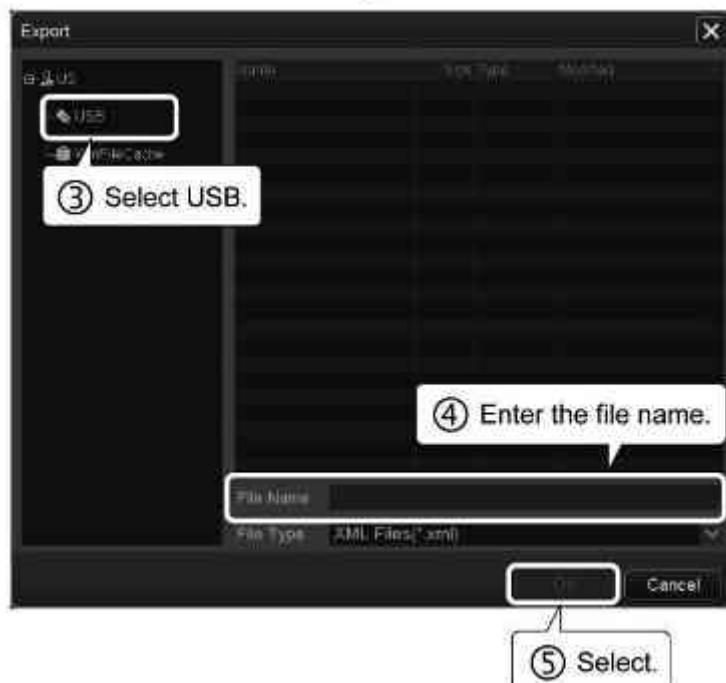 Export
US
USB
③ Select USB.
④ Enter the file name.
File Name
File Type XML Files(*.xml)
Cancel
⑤ Select.